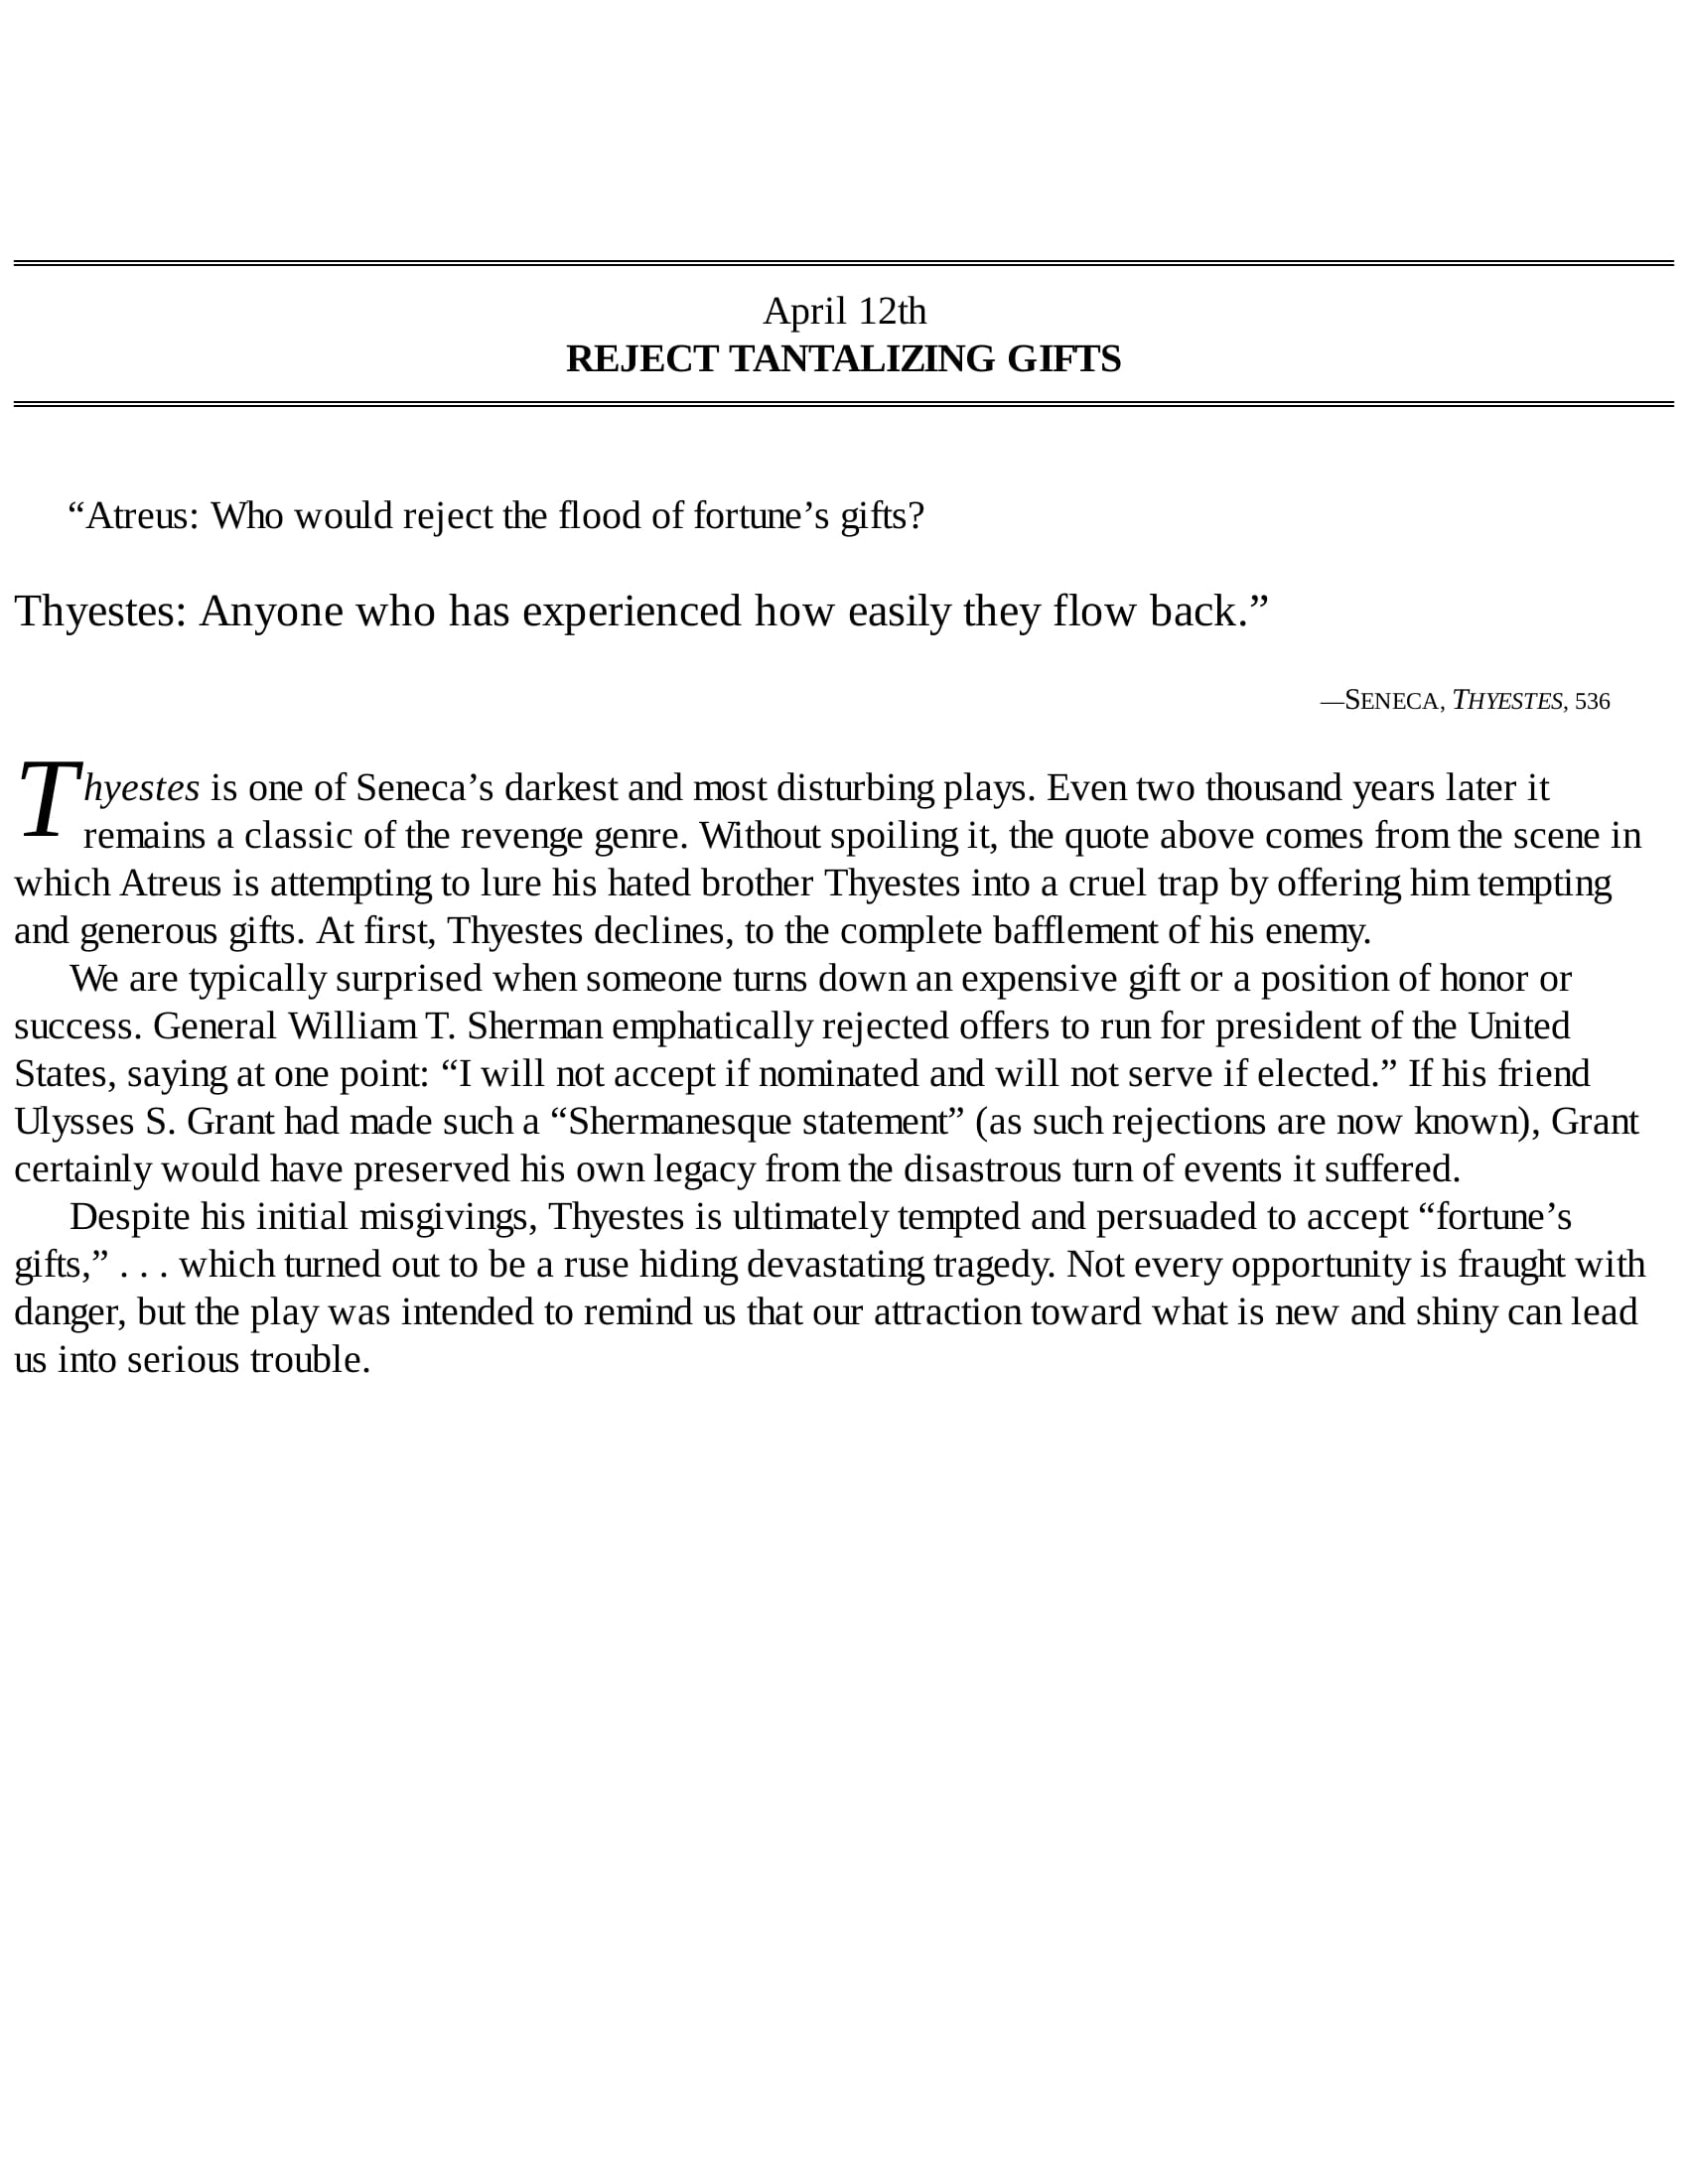 April 12th
REJECT TANTALIZING GIFTS
“Atreus: Who would reject the flood of fortune’s gifts?
Thyestes: Anyone who has experienced how easily they flow back.”
—SENECA, THYESTES, 536
Thyestes is one of Seneca’s darkest and most disturbing plays. Even two thousand years later it
remains a classic of the revenge genre. Without spoiling it, the quote above comes from the scene in
which Atreus is attempting to lure his hated brother Thyestes into a cruel trap by offering him tempting
and generous gifts. At first, Thyestes declines, to the complete bafflement of his enemy.
We are typically surprised when someone turns down an expensive gift or a position of honor or
success. General William T. Sherman emphatically rejected offers to run for president of the United
States, saying at one point: “I will not accept if nominated and will not serve if elected.” If his friend
Ulysses S. Grant had made such a “Shermanesque statement” (as such rejections are now known), Grant
certainly would have preserved his own legacy from the disastrous turn of events it suffered.
Despite his initial misgivings, Thyestes is ultimately tempted and persuaded to accept “fortune’s
gifts,” . . . which turned out to be a ruse hiding devastating tragedy. Not every opportunity is fraught with
danger, but the play was intended to remind us that our attraction toward what is new and shiny can lead
us into serious trouble.